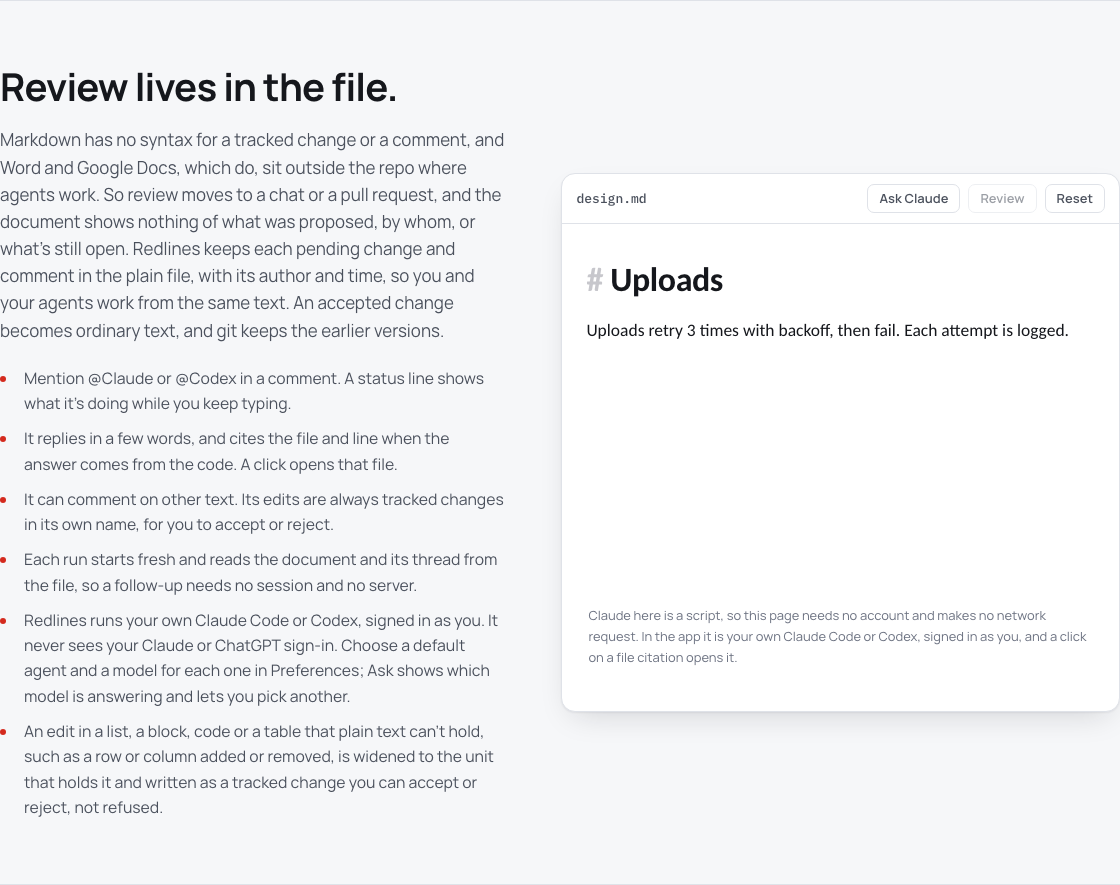 Review lives in the file.
Markdown has no syntax for a tracked change or a comment, and
Word and Google Docs, which do, sit outside the repo where
agents work. So review moves to a chat or a pull request, and the
document shows nothing of what was proposed, by whom, or
what's still open. Redlines keeps each pending change and
comment in the plain file, with its author and time, so you and
your agents work from the same text. An accepted change
becomes ordinary text, and git keeps the earlier versions.
Mention @Claude or @Codex in a comment. A status line shows
what it's doing while you keep typing.
It replies in a few words, and cites the file and line when the
answer comes from the code. A click opens that file.
It can comment on other text. Its edits are always tracked changes
in its own name, for you to accept or reject.
Each run starts fresh and reads the document and its thread from
the file, so a follow-up needs no session and no server.
Redlines runs your own Claude Code or Codex, signed in as you. It
never sees your Claude or ChatGPT sign-in. Choose a default
agent and a model for each one in Preferences; Ask shows which
model is answering and lets you pick another.
An edit in a list, a block, code or a table that plain text can't hold,
such as a row or column added or removed, is widened to the unit
that holds it and written as a tracked change you can accept or
reject, not refused.
design.md
Ask Claude
Review
Reset
# Uploads
Uploads retry 3 times with backoff, then fail. Each attempt is logged.
Claude here is a script, so this page needs no account and makes no network
request. In the app it is your own Claude Code or Codex, signed in as you, and a click
on a file citation opens it.